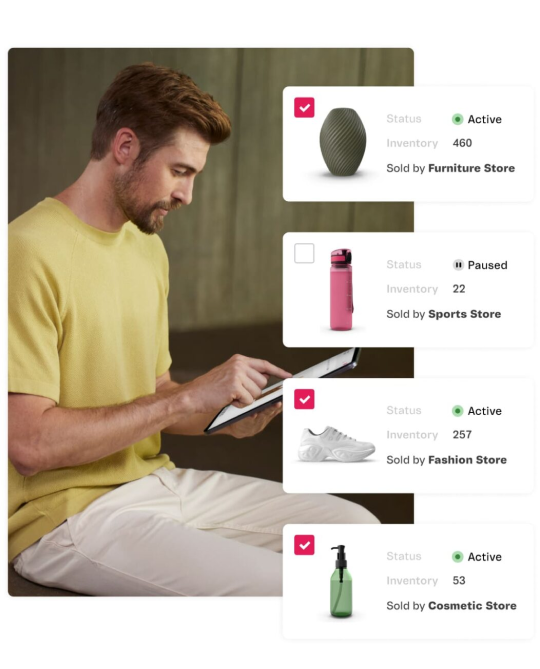 Status Active
Inventory 460
Sold by Furniture Store
Status Paused
Inventory 22
Sold by Sports Store
Status Active
Inventory 257
Sold by Fashion Store
Status Active
Inventory 53
Sold by Cosmetic Store